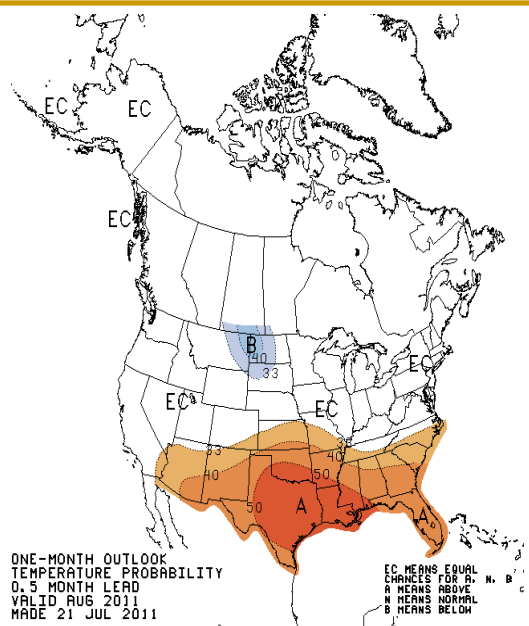 EC
EC
EC
B
40
33
EC
EC
EC
33
33
40
40
50
50
A
A
ONE-MONTH OUTLOOK
TEMPERATURE PROBABILITY
0.5 MONTH LEAD
VALID AUG 2011
MADE 21 JUL 2011
EC MEANS EQUAL
CHANCES FOR A, N, B
A MEANS ABOVE
N MEANS NORMAL
B MEANS BELOW